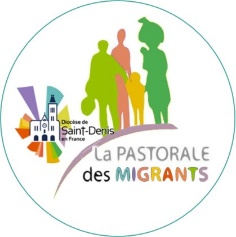 Diocèse de
Saint-Denis
en France
La PASTORALE
des MIGRANTS